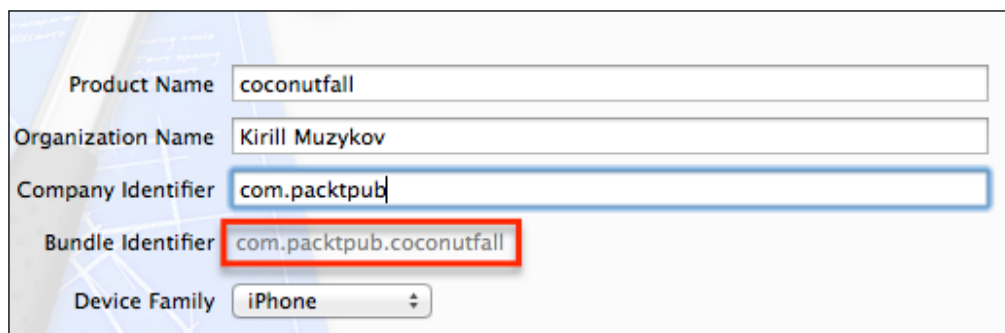 Product Name coconutfall
Organization Name Kirill Muzykov
Company Identifier com.packtpub
Bundle Identifier com.packtpub.coconutfall
Device Family iPhone